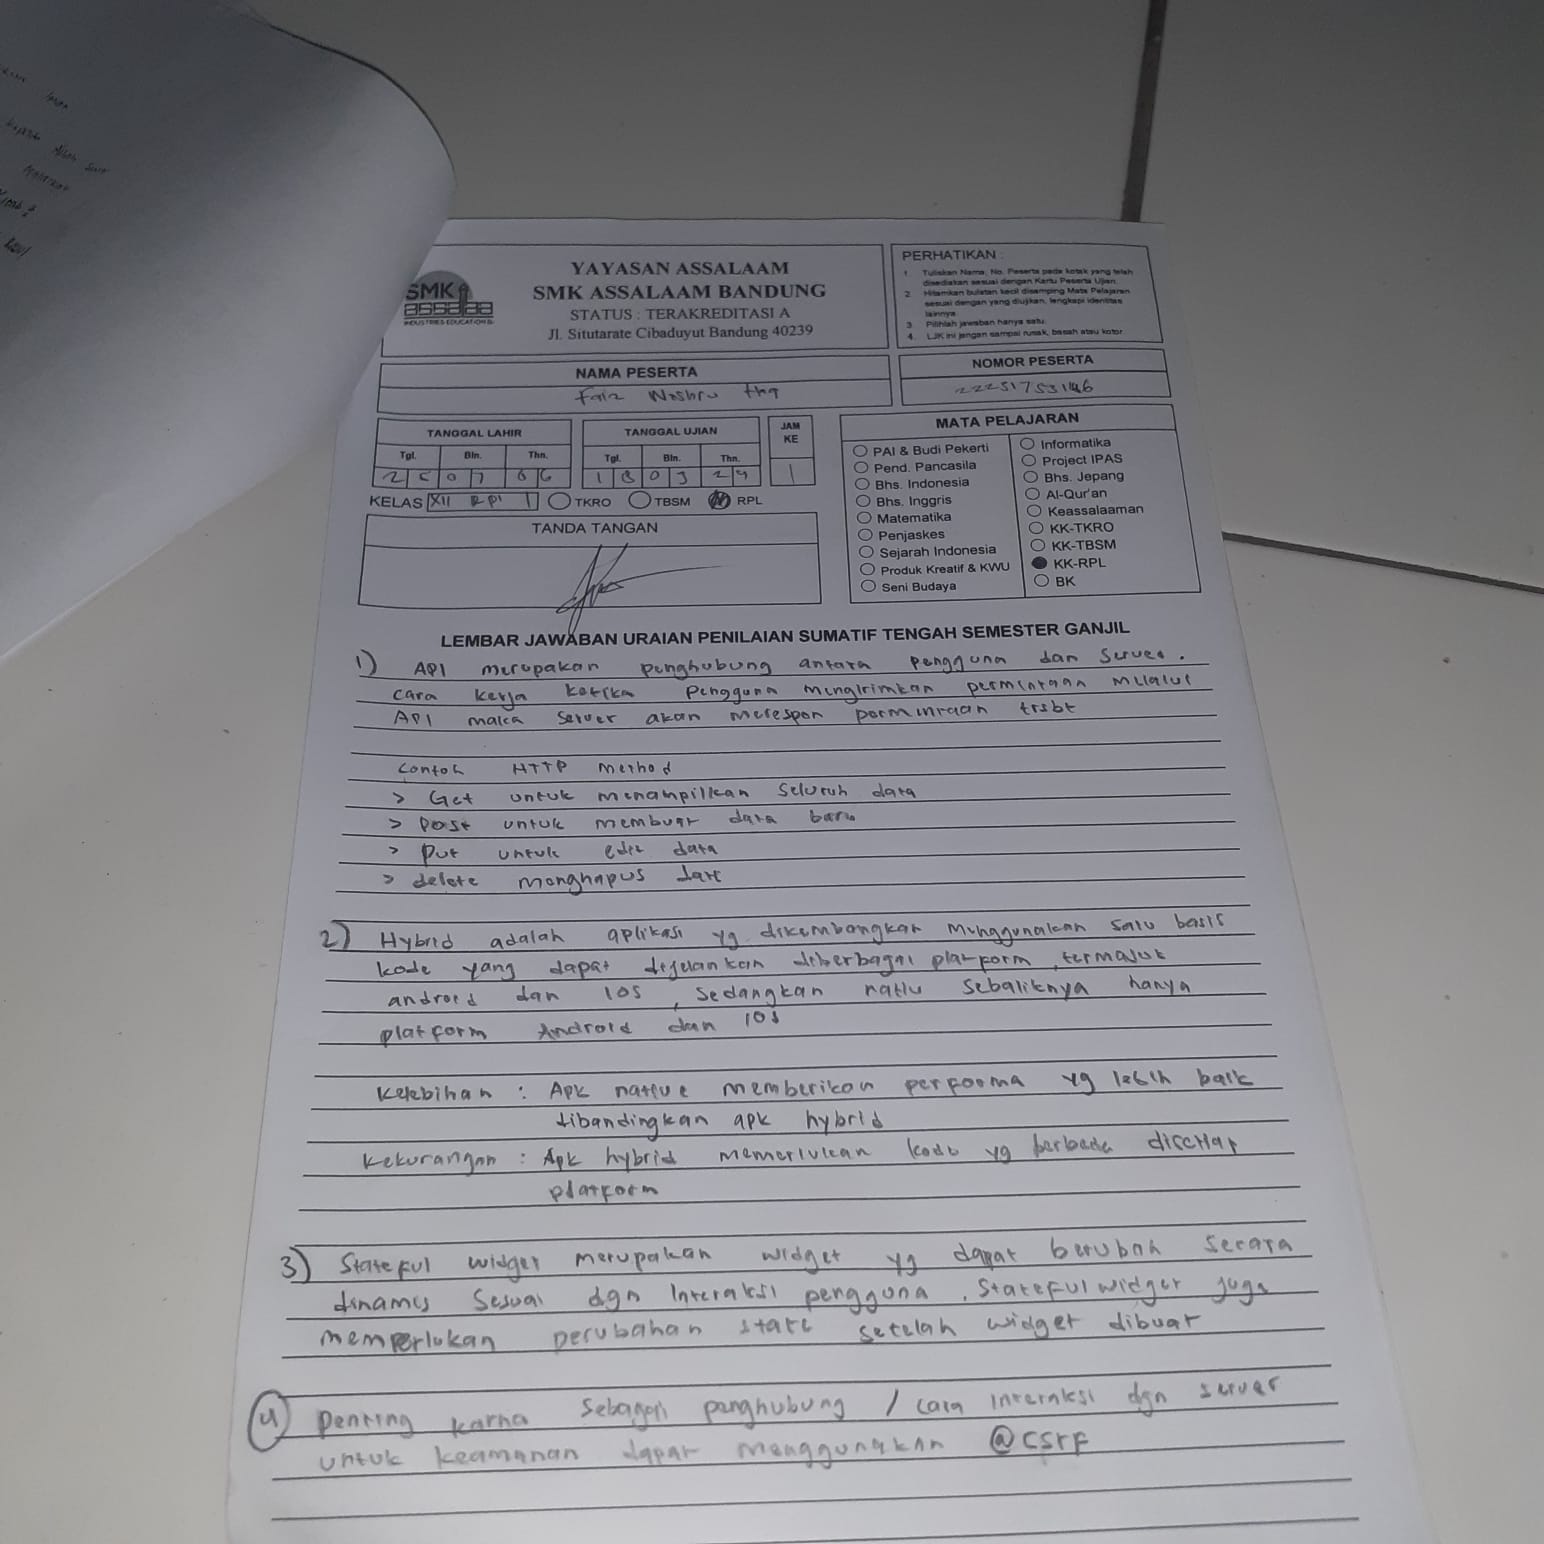 YAYASAN ASSALAAM
SMK ASSALAAM BANDUNG
STATUS : TERAKREDITASI A
Jl. Situtarate Cibaduyut Bandung 40239
SMK
assalaam
PERHATIKAN :
1 Tuliskan Nama, No. Peserta pada kotak yang telah
disediakan sesuai dengan Kartu Peserta Ujian.
2 Hitamkan bulatan kecil disamping Mata Pelajaran
sesuai dengan yang diujikan, lengkapi identitas
lainnya
3 Pilihlah jawaban hanya satu.
4. LJK ini jangan sampai rusak, basah atau kotor
NAMA PESERTA
Faiz Washru
NOMOR PESERTA
222517531146
TANGGAL LAHIR
Tgl. Bln. Thn.
2 5 0 7 0 6
TANGGAL UJIAN
Tgl. Bln. Thn.
1 8 0 3 2 4
JAM
KE
1
KELAS XII RPl 1 TKRO TBSM RPL
TANDA TANGAN
MATA PELAJARAN
PAI & Budi Pekerti
Pend. Pancasila
Bhs. Indonesia
Bhs. Inggris
Matematika
Penjaskes
Sejarah Indonesia
Produk Kreatif & KWU
Seni Budaya
Informatika
Project IPAS
Bhs. Jepang
Al-Qur'an
Keassalaaman
KK-TKRO
KK-TBSM
KK-RPL
BK
LEMBAR JAWABAN URAIAN PENILAIAN SUMATIF TENGAH SEMESTER GANJIL
1) API merupakan penghubung antara pengguna dan Server.
cara kerja ketika pengguna mengirimkan permintaan melalui
API maka server akan merespon permintaan trsbt
contoh HTTP method
> Get untuk menampilkan seluruh data
> Post untuk membuat data baru
> Put untuk edit data
> delete menghapus data
2) Hybrid adalah aplikasi yg dikembangkan menggunakan satu basis
kode yang dapat dijalankan diberbagai platform, termasuk
android dan ios, sedangkan nativ sebaliknya hanya
platform Android dan ios
Kelebihan : Apk native memberikan perfooma yg lebih baik
dibandingkan apk hybrid
Kekurangan : Apk hybrid memerlukan kode yg berbeda disetiap
platform
3) Stateful widget merupakan widget yg dapat berubah secara
dinamis sesuai dgn interaksi pengguna, Stateful widget juga
memperlukan perubahan state setelah widget dibuat
4) penting karna sebagai penghubung / cara interaksi dgn server
untuk keamanan dapat menggunakan @csrf